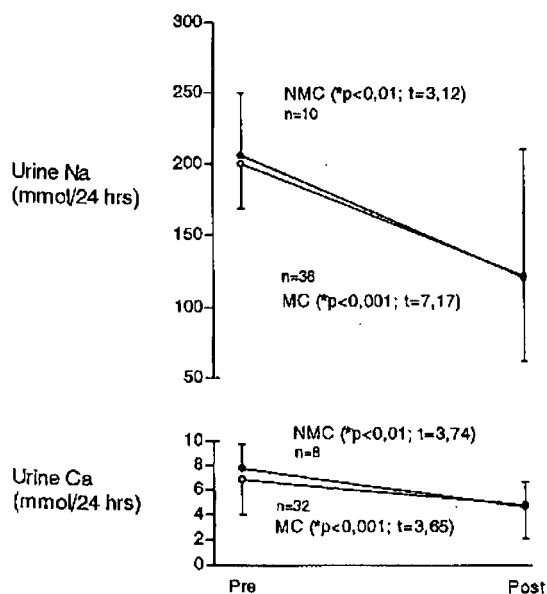 300
250
200
150
100
50
Urine Na
(mmol/24 hrs)
NMC (*p<0,01; t=3,12)
n=10
n=36
MC (*p<0,001; t=7,17)
10
8
6
4
2
0
Urine Ca
(mmol/24 hrs)
NMC (*p<0,01; t=3,74)
n=8
n=32
MC (*p<0,001; t=3,65)
Pre
Post